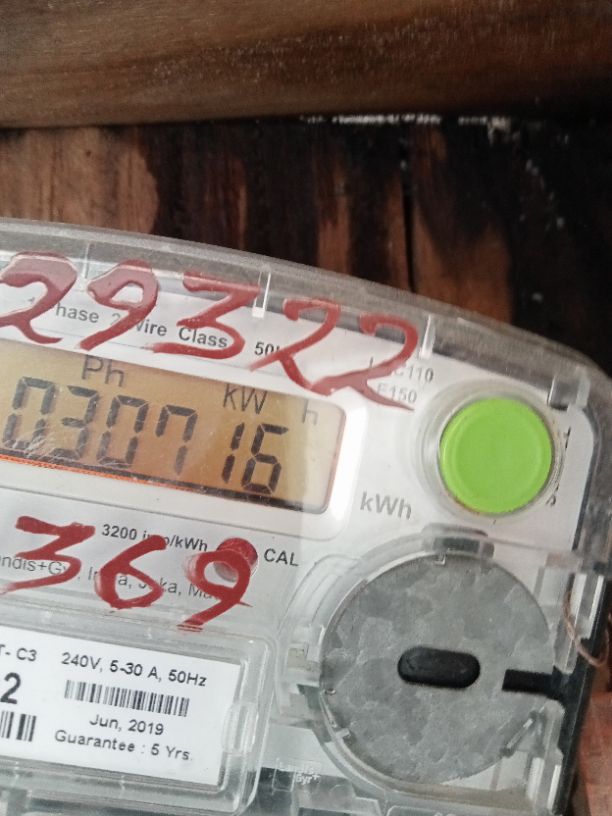 29322
hase 2 Wire Class
Ph
kW h
030716
kWh
3200 imp/kWh
CAL
369
C3
240V, 5-30 A, 50Hz
2
Jun, 2019
Guarantee : 5 Yrs.